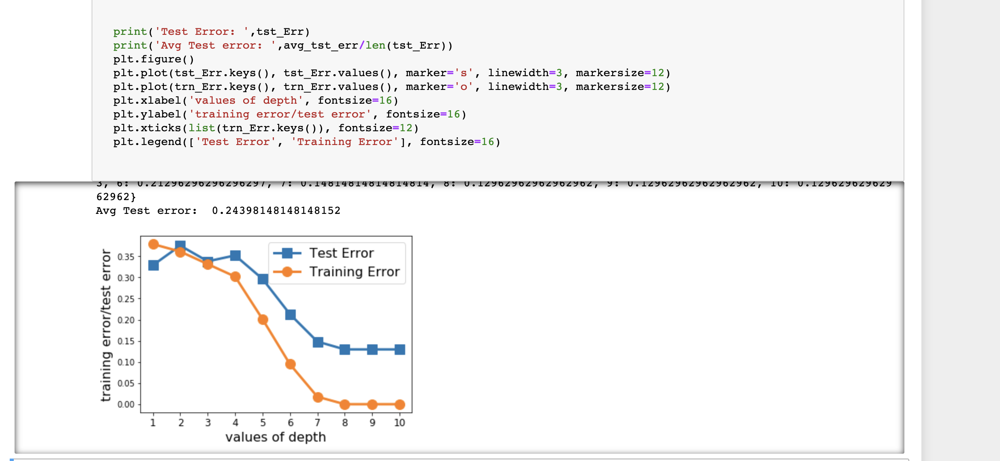 print('Test Error: ',tst_Err)
print('Avg Test error: ',avg_tst_err/len(tst_Err))
plt.figure()
plt.plot(tst_Err.keys(), tst_Err.values(), marker='s', linewidth=3, markersize=12)
plt.plot(trn_Err.keys(), trn_Err.values(), marker='o', linewidth=3, markersize=12)
plt.xlabel('values of depth', fontsize=16)
plt.ylabel('training error/test error', fontsize=16)
plt.xticks(list(trn_Err.keys()), fontsize=12)
plt.legend(['Test Error', 'Training Error'], fontsize=16)
3, 6: 0.21296296296296297, 7: 0.14814814814814814, 8: 0.12962962962962962, 9: 0.12962962962962962, 10: 0.129629629629
62962}
Avg Test error:  0.24398148148148152
Test Error
Training Error
training error/test error
0.35
0.30
0.25
0.20
0.15
0.10
0.05
0.00
1 2 3 4 5 6 7 8 9 10
values of depth